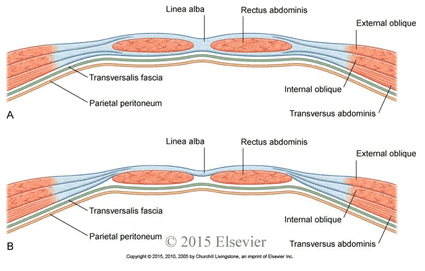 Linea alba
Rectus abdominis
External oblique
Transversalis fascia
Internal oblique
Parietal peritoneum
Transversus abdominis
A
Linea alba
Rectus abdominis
External oblique
Transversalis fascia
Internal oblique
Parietal peritoneum
Transversus abdominis
B
© 2015 Elsevier
Copyright © 2015, 2010, 2005 by Churchill Livingstone, an imprint of Elsevier Inc.